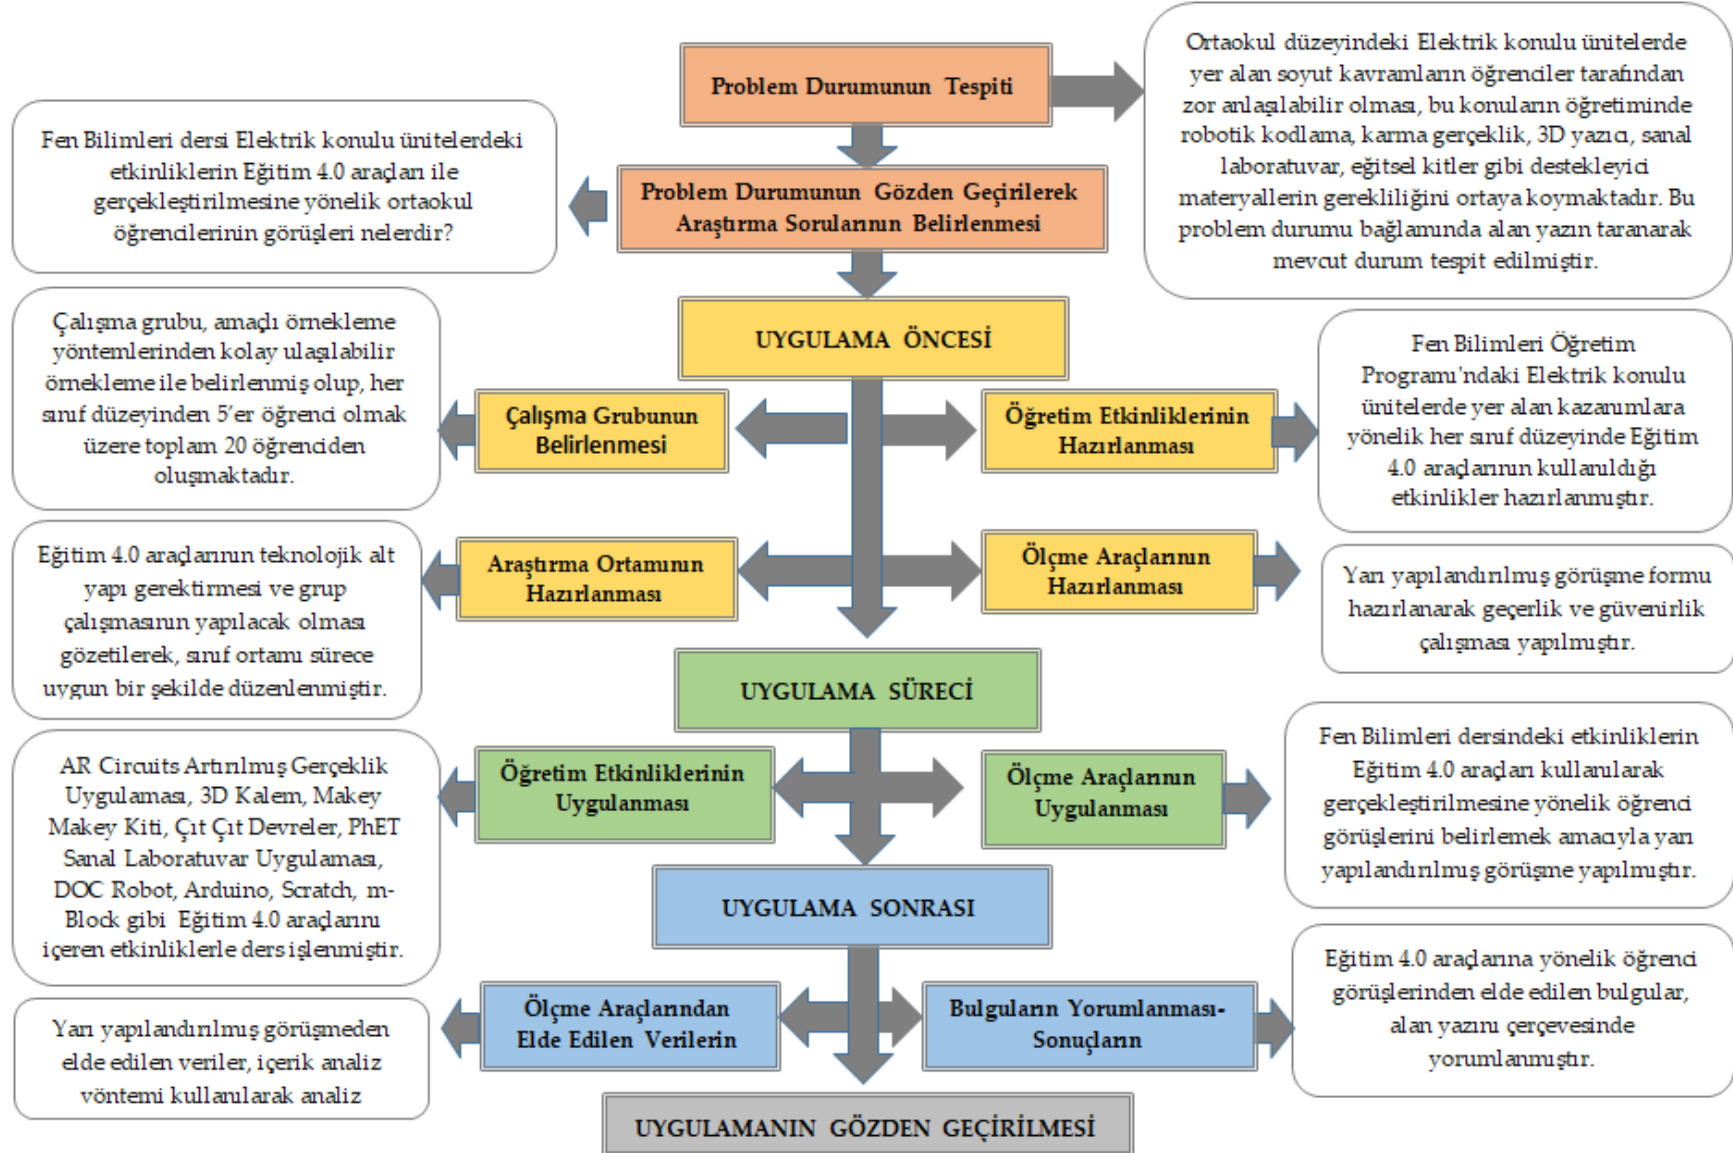 Problem Durumunun Tespiti
Ortaokul düzeyindeki Elektrik konulu ünitelerde
yer alan soyut kavramların öğrenciler tarafından
zor anlaşılabilir olması, bu konuların öğretiminde
robotik kodlama, karma gerçeklik, 3D yazıcı, sanal
laboratuvar, eğitsel kitler gibi destekleyici
materyallerin gerekliliğini ortaya koymaktadır. Bu
problem durumu bağlamında alan yazın taranarak
mevcut durum tespit edilmiştir.
Problem Durumunun Gözden Geçirilerek
Araştırma Sorularının Belirlenmesi
Fen Bilimleri dersi Elektrik konulu ünitelerdeki
etkinliklerin Eğitim 4.0 araçları ile
gerçekleştirilmesine yönelik ortaokul
öğrencilerinin görüşleri nelerdir?
UYGULAMA ÖNCESİ
Çalışma Grubunun
Belirlenmesi
Çalışma grubu, amaçlı örnekleme
yöntemlerinden kolay ulaşılabilir
örnekleme ile belirlenmiş olup, her
sınıf düzeyinden 5’er öğrenci olmak
üzere toplam 20 öğrenciden
oluşmaktadır.
Öğretim Etkinliklerinin
Hazırlanması
Fen Bilimleri Öğretim
Programı'ndaki Elektrik konulu
ünitelerde yer alan kazanımlara
yönelik her sınıf düzeyinde Eğitim
4.0 araçlarının kullanıldığı
etkinlikler hazırlanmıştır.
Araştırma Ortamının
Hazırlanması
Eğitim 4.0 araçlarının teknolojik alt
yapı gerektirmesi ve grup
çalışmasının yapılacak olması
gözetilerek, sınıf ortamı sürece
uygun bir şekilde düzenlenmiştir.
Ölçme Araçlarının
Hazırlanması
Yarı yapılandırılmış görüşme formu
hazırlanarak geçerlik ve güvenirlik
çalışması yapılmıştır.
UYGULAMA SÜRECİ
Öğretim Etkinliklerinin
Uygulanması
AR Circuits Artırılmış Gerçeklik
Uygulaması, 3D Kalem, Makey
Makey Kiti, Çıt Çıt Devreler, PhET
Sanal Laboratuvar Uygulaması,
DOC Robot, Arduino, Scratch, m-
Block gibi Eğitim 4.0 araçlarını
içeren etkinliklerle ders işlenmiştir.
Ölçme Araçlarının
Uygulanması
Fen Bilimleri dersindeki etkinliklerin
Eğitim 4.0 araçları kullanılarak
gerçekleştirilmesine yönelik öğrenci
görüşlerini belirlemek amacıyla yarı
yapılandırılmış görüşme yapılmıştır.
UYGULAMA SONRASI
Ölçme Araçlarından
Elde Edilen Verilerin
Yarı yapılandırılmış görüşmeden
elde edilen veriler, içerik analiz
yöntemi kullanılarak analiz
Bulguların Yorumlanması-
Sonuçların
Eğitim 4.0 araçlarına yönelik öğrenci
görüşlerinden elde edilen bulgular,
alan yazını çerçevesinde
yorumlanmıştır.
UYGULAMANIN GÖZDEN GEÇİRİLMESİ